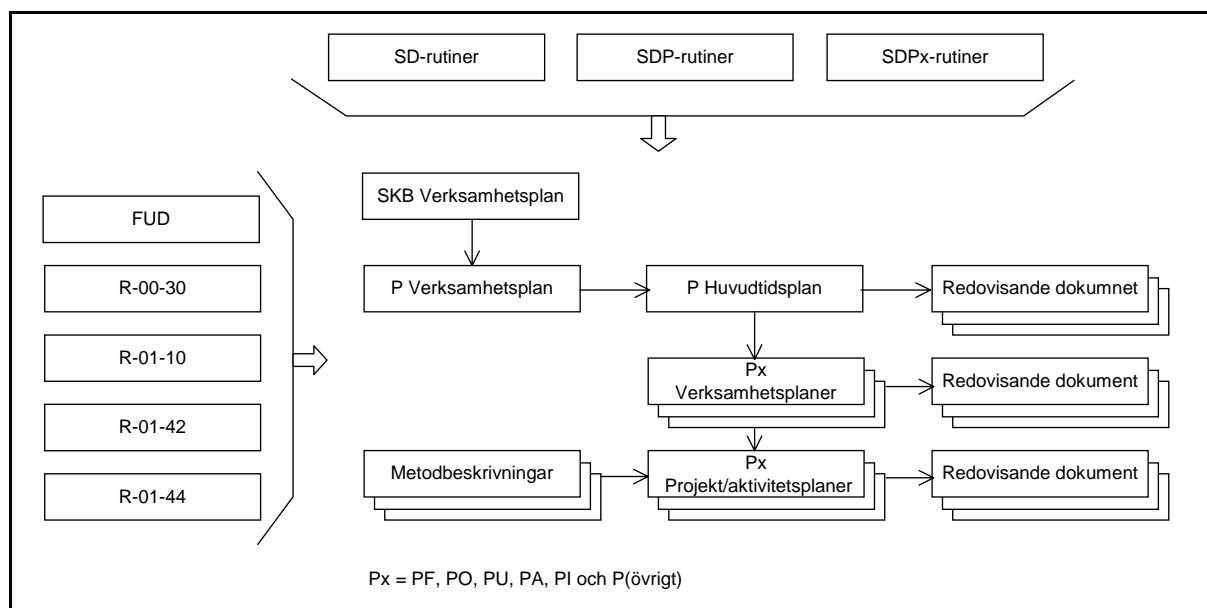 SD-rutiner
SDP-rutiner
SDPx-rutiner
SKB Verksamhetsplan
FUD
R-00-30
R-01-10
R-01-42
R-01-44
P Verksamhetsplan
P Huvudtidsplan
Redovisande dokumnet
Px
Verksamhetsplaner
Redovisande dokument
Metodbeskrivningar
Px
Projekt/aktivitetsplaner
Redovisande dokument
Px = PF, PO, PU, PA, PI och P(övrigt)